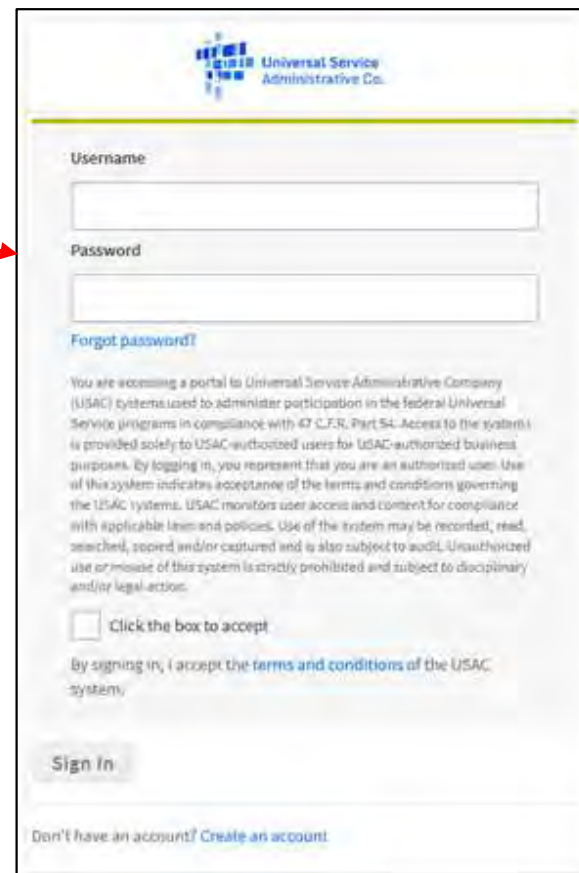 Universal Service
Administrative Co.
Username
Password
Forgot password?
You are accessing a portal to Universal Service Administrative Company
(USAC) systems used to administer participation in the federal Universal
Service programs in compliance with 47 C.F.R. Part 54. Access to the systems
is provided solely to USAC-authorized users for USAC-authorized business
purposes. By logging in, you represent that you are an authorized user. Use
of this system indicates acceptance of the terms and conditions governing
the USAC systems. USAC monitors user access and content for compliance
with applicable laws and policies. Use of the system may be recorded, read,
searched, copied and/or captured and is also subject to audit. Unauthorized
use or misuse of this system is strictly prohibited and subject to disciplinary
and/or legal action.
Click the box to accept
By signing in, I accept the terms and conditions of the USAC
system.
Sign In
Don't have an account? Create an account